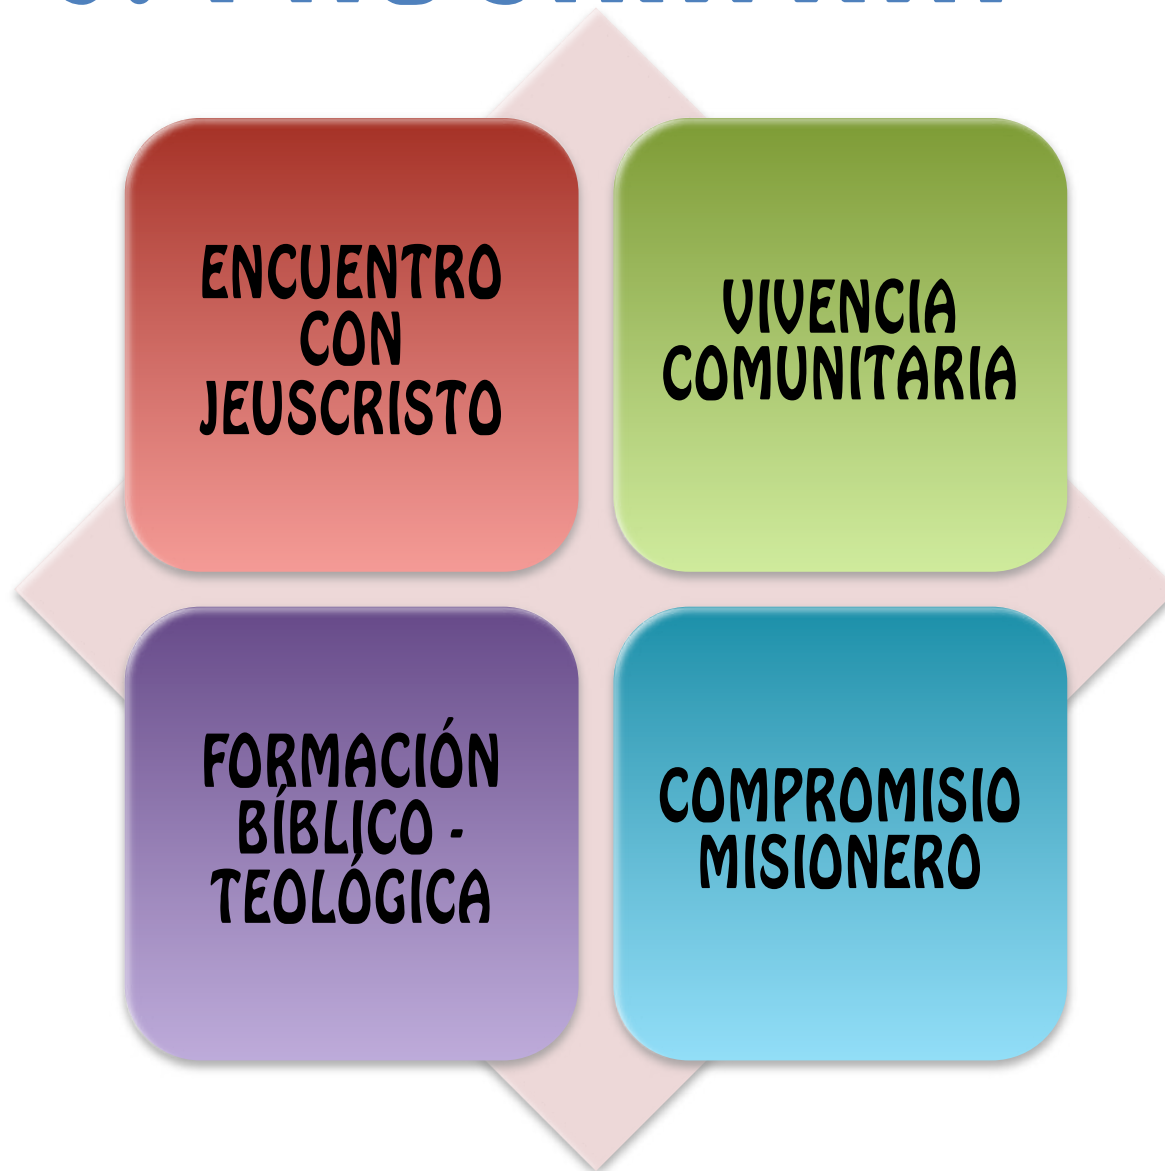 ENCUENTRO
CON
JEUSCRISTO
VIVENCIA
COMUNITARIA
FORMACIÓN
BÍBLICO -
TEOLÓGICA
COMPROMISIO
MISIONERO